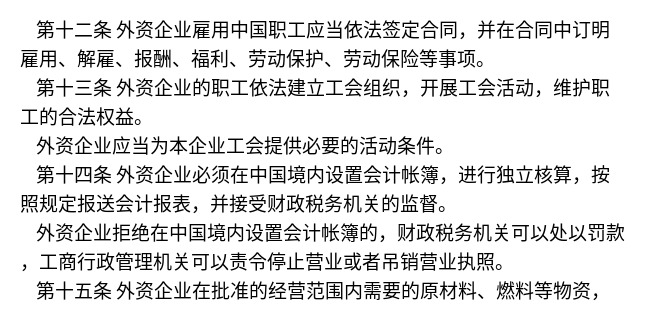 第十二条 外资企业雇用中国职工应当依法签定合同，并在合同中订明
雇用、解雇、报酬、福利、劳动保护、劳动保险等事项。
第十三条 外资企业的职工依法建立工会组织，开展工会活动，维护职
工的合法权益。
外资企业应当为本企业工会提供必要的活动条件。
第十四条 外资企业必须在中国境内设置会计帐簿，进行独立核算，按
照规定报送会计报表，并接受财政税务机关的监督。
外资企业拒绝在中国境内设置会计帐簿的，财政税务机关可以处以罚款
，工商行政管理机关可以责令停止营业或者吊销营业执照。
第十五条 外资企业在批准的经营范围内需要的原材料、燃料等物资，